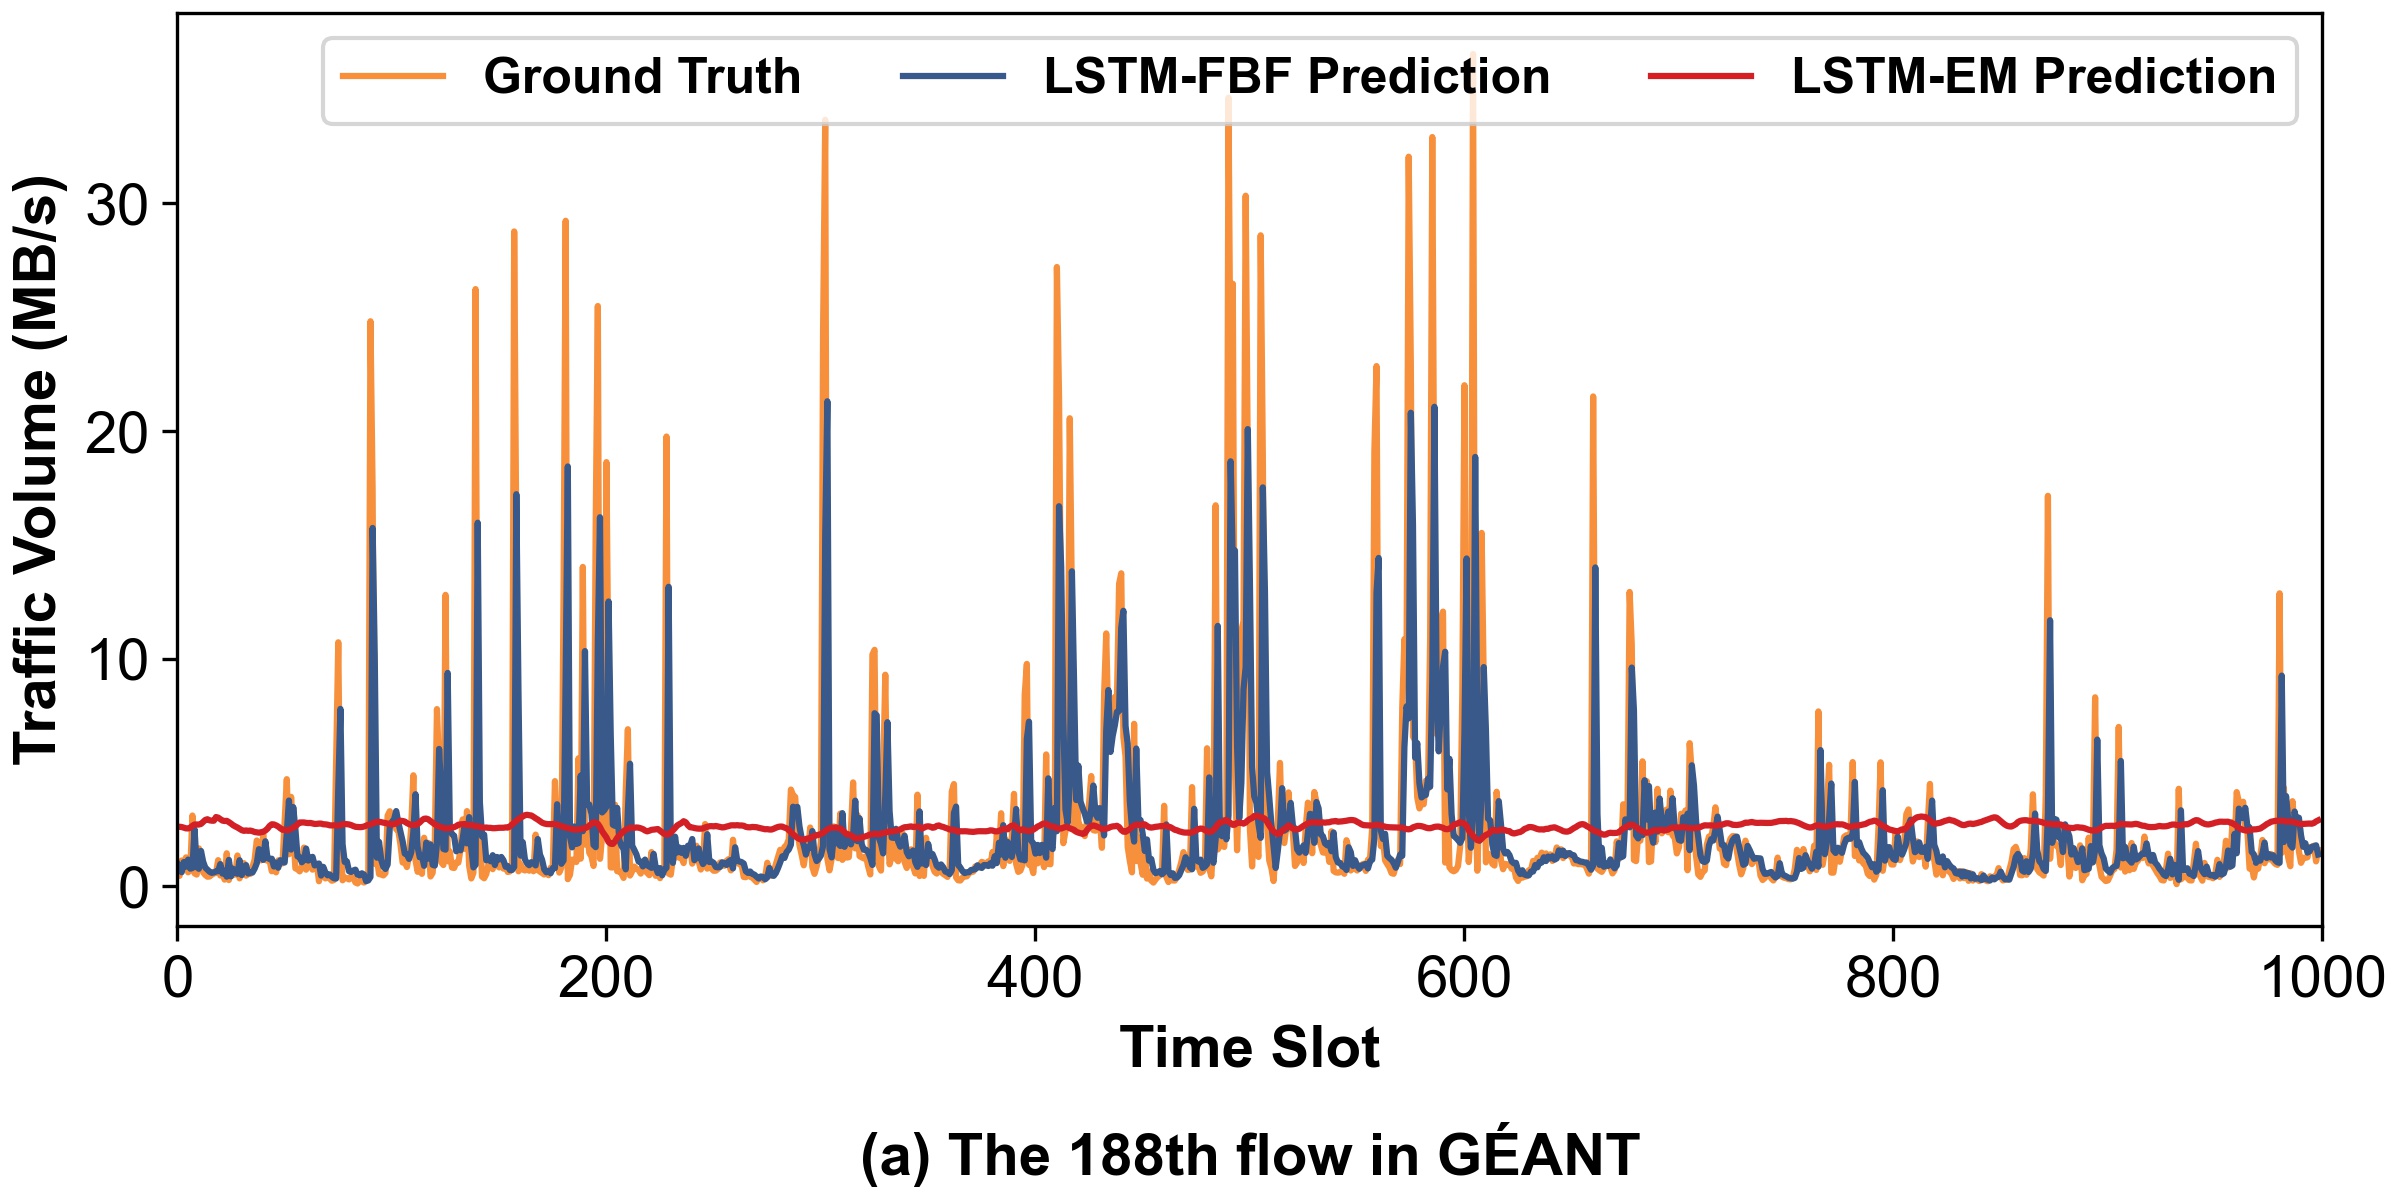 Ground Truth LSTM-FBF Prediction LSTM-EM Prediction
Traffic Volume (MB/s)
30
20
10
0
0 200 400 600 800 1000
Time Slot
(a) The 188th flow in GÉANT